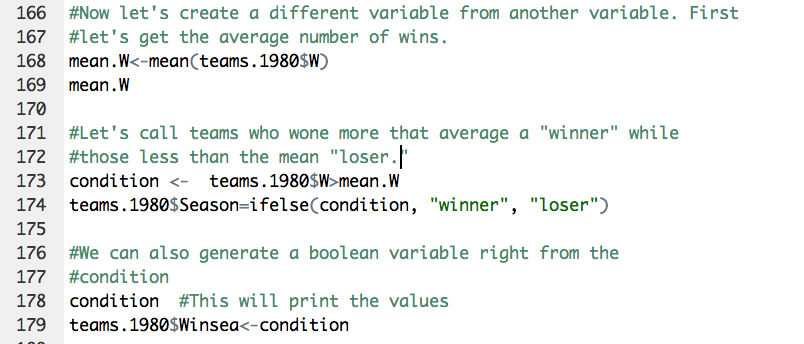 166 #Now let's create a different variable from another variable. First
167 #let's get the average number of wins.
168 mean.W<-mean(teams.1980$W)
169 mean.W
170
171 #Let's call teams who wone more that average a "winner" while
172 #those less than the mean "loser."
173 condition <-  teams.1980$W>mean.W
174 teams.1980$Season=ifelse(condition, "winner", "loser")
175
176 #We can also generate a boolean variable right from the
177 #condition
178 condition  #This will print the values
179 teams.1980$Winsea<-condition